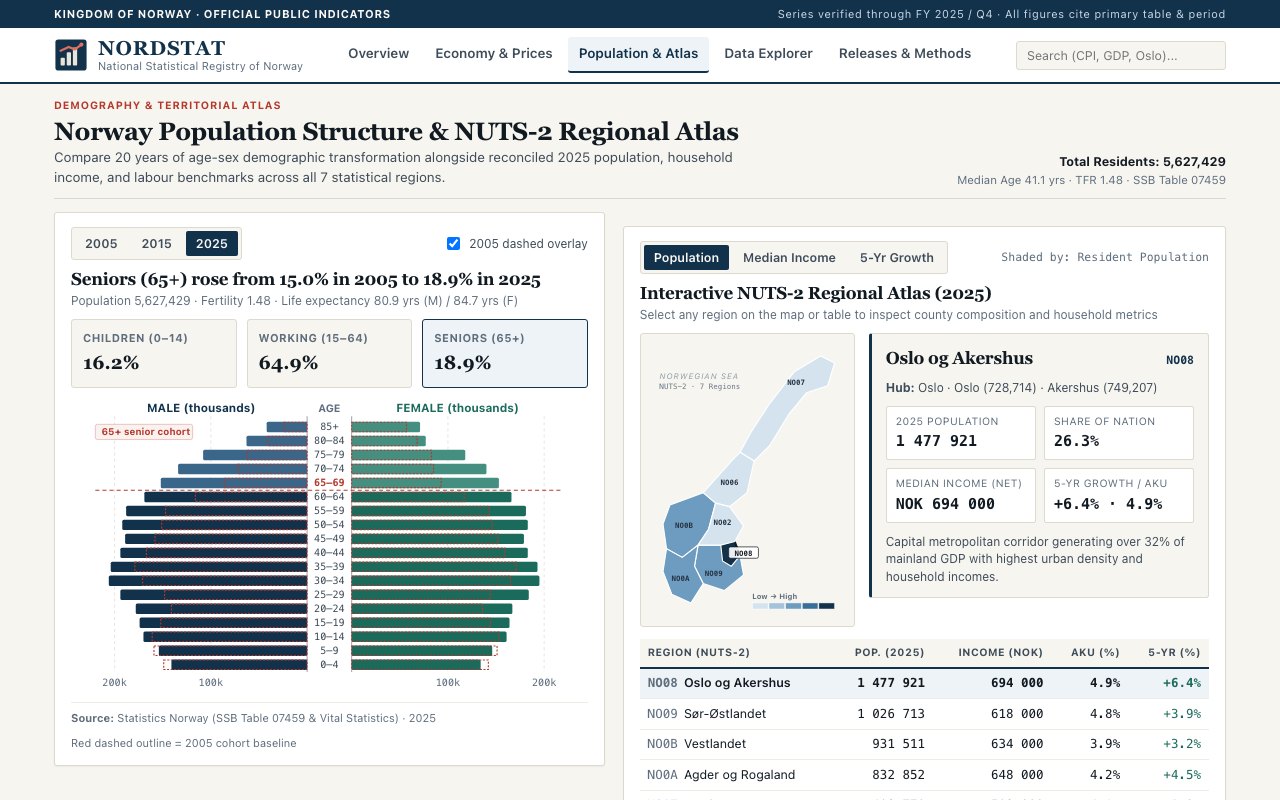 KINGDOM OF NORWAY · OFFICIAL PUBLIC INDICATORS
Series verified through FY 2025 / Q4 · All figures cite primary table & period
NORDSTAT
National Statistical Registry of Norway
Overview
Economy & Prices
Population & Atlas
Data Explorer
Releases & Methods
Search (CPI, GDP, Oslo)...
DEMOGRAPHY & TERRITORIAL ATLAS
Norway Population Structure & NUTS-2 Regional Atlas
Compare 20 years of age-sex demographic transformation alongside reconciled 2025 population, household
income, and labour benchmarks across all 7 statistical regions.
Total Residents: 5,627,429
Median Age 41.1 yrs · TFR 1.48 · SSB Table 07459
2005
2015
2025
2005 dashed overlay
Seniors (65+) rose from 15.0% in 2005 to 18.9% in 2025
Population 5,627,429 · Fertility 1.48 · Life expectancy 80.9 yrs (M) / 84.7 yrs (F)
CHILDREN (0–14)
16.2%
WORKING (15–64)
64.9%
SENIORS (65+)
18.9%
MALE (thousands)
AGE
FEMALE (thousands)
65+ senior cohort
85+
80–84
75–79
70–74
65–69
60–64
55–59
50–54
45–49
40–44
35–39
30–34
25–29
20–24
15–19
10–14
5–9
0–4
200k
100k
100k
200k
Source: Statistics Norway (SSB Table 07459 & Vital Statistics) · 2025
Red dashed outline = 2005 cohort baseline
Population
Median Income
5-Yr Growth
Shaded by: Resident Population
Interactive NUTS-2 Regional Atlas (2025)
Select any region on the map or table to inspect county composition and household metrics
NORWEGIAN SEA
NUTS-2 · 7 Regions
NO07
NO06
NO02
NO0B
NO08
NO09
NO0A
Low → High
Oslo og Akershus
NO08
Hub: Oslo · Oslo (728,714) · Akershus (749,207)
2025 POPULATION
1 477 921
SHARE OF NATION
26.3%
MEDIAN INCOME (NET)
NOK 694 000
5-YR GROWTH / AKU
+6.4% · 4.9%
Capital metropolitan corridor generating over 32% of
mainland GDP with highest urban density and
household incomes.
REGION (NUTS-2) POP. (2025) INCOME (NOK) AKU (%) 5-YR (%)
NO08 Oslo og Akershus 1 477 921 694 000 4.9% +6.4%
NO09 Sør-Østlandet 1 026 713 618 000 4.8% +3.9%
NO0B Vestlandet 931 511 634 000 3.9% +3.2%
NO0A Agder og Rogaland 832 852 648 000 4.2% +4.5%